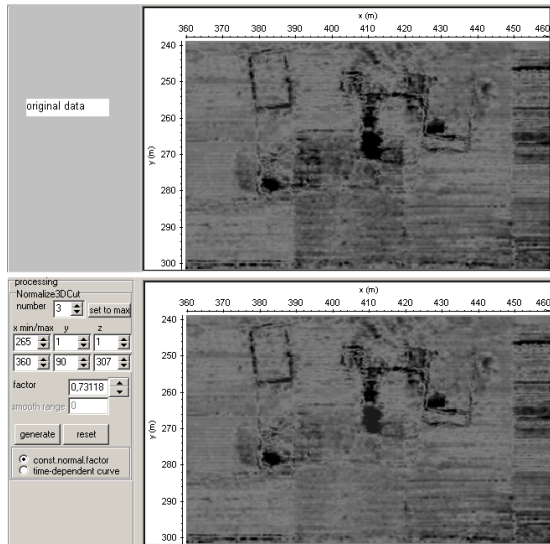 x (m)
360 370 380 390 400 410 420 430 440 450 460
original data
y (m)
240
250
260
270
280
290
300
processing
Normalize3DCut
number 3 set to max
x min/max y z
265 1 1
360 90 307
factor 0,73118
smooth range 0
generate reset
const.normal.factor
time-dependent curve
x (m)
360 370 380 390 400 410 420 430 440 450 460
y (m)
240
250
260
270
280
290
300